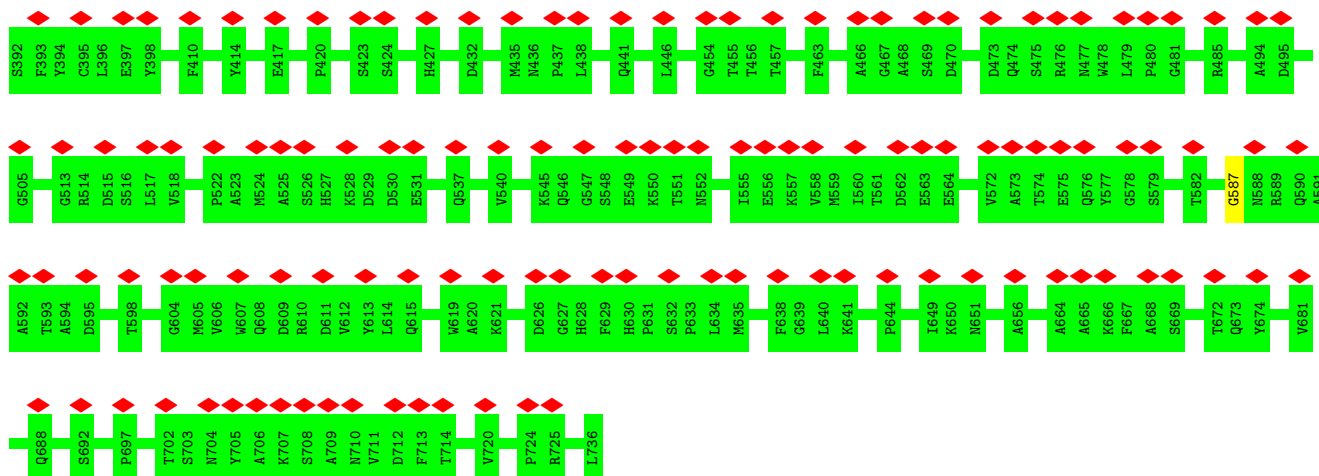 S392 F393 Y394 C395 L396 E397 Y398 F410 Y414 E417 P420 S423 S424 H427 D432 M435 N436 P437 L438 Q441 L446 G454 T455 T456 T457 F463 A466 G467 A468 S469 D470 D473 Q474 S475 R476 N477 W478 L479 P480 G481 R485 A494 D495
G505 G513 R514 D515 S516 L517 V518 P522 A523 M524 A525 S526 H527 K528 D529 D530 E531 Q537 V540 K545 Q546 G547 S548 E549 K550 T551 N552 I555 E556 K557 V558 M559 I560 T561 D562 E563 E564 V572 A573 T574 E575 Q576 Y577 G578 S579 T582 G587 N588 R589 Q590 A591
A592 T593 A594 D595 T598 G604 M605 V606 W607 Q608 D609 R610 D611 V612 Y613 L614 Q615 W619 A620 K621 D626 G627 H628 F629 H630 P631 S632 P633 L634 M635 F638 G639 L640 K641 P644 I649 K650 N651 A656 A664 A665 K666 F667 A668 S669 T672 Q673 Y674 V681
Q688 S692 P697 T702 S703 N704 Y705 A706 K707 S708 A709 N710 V711 D712 F713 T714 V720 P724 R725 L736